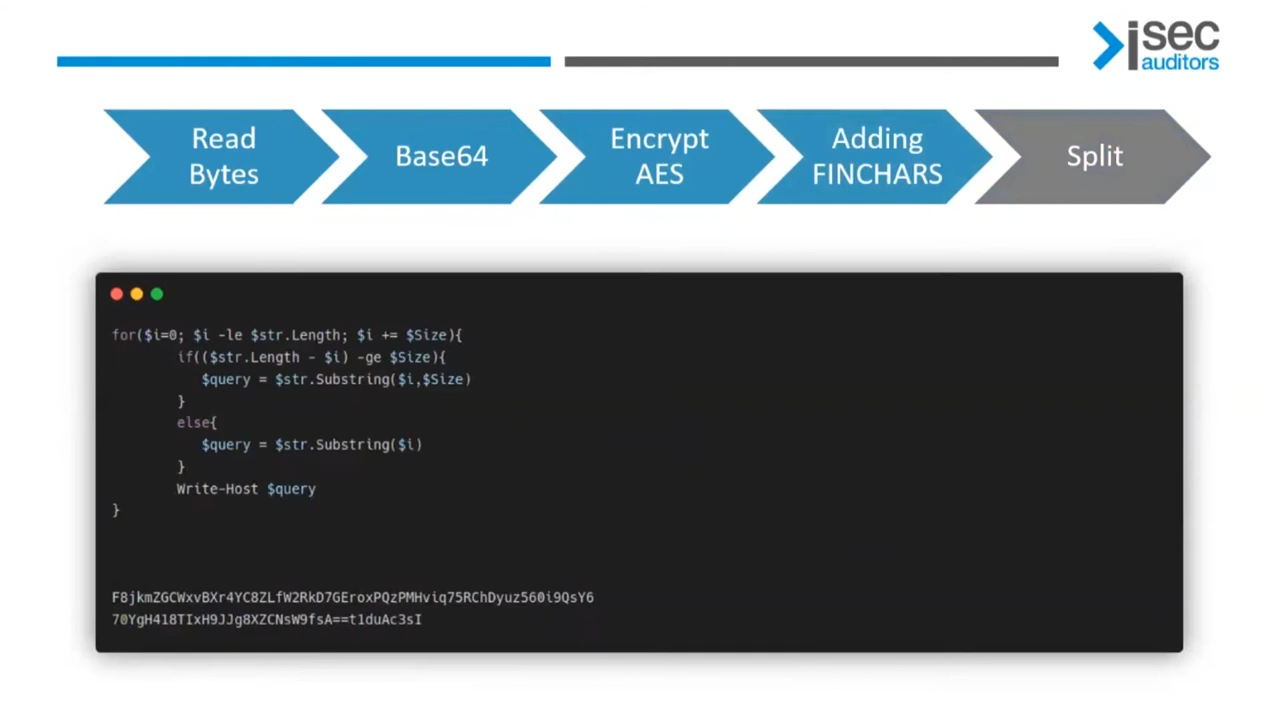 isec
auditors
Read
Bytes
Base64
Encrypt
AES
Adding
FINCHARS
Split
for($i=0; $i -le $str.Length; $i += $Size){
if(($str.Length - $i) -ge $Size){
$query = $str.Substring($i,$Size)
}
else{
$query = $str.Substring($i)
}
Write-Host $query
}
F8jkmZGCWxvBXr4YC8ZLfW2RkD7GEroxPQzPMHviq75RChDyuz560i9QsY6
70YgH418TIxH9JJg8XZCNsW9fsA==t1duAc3sI